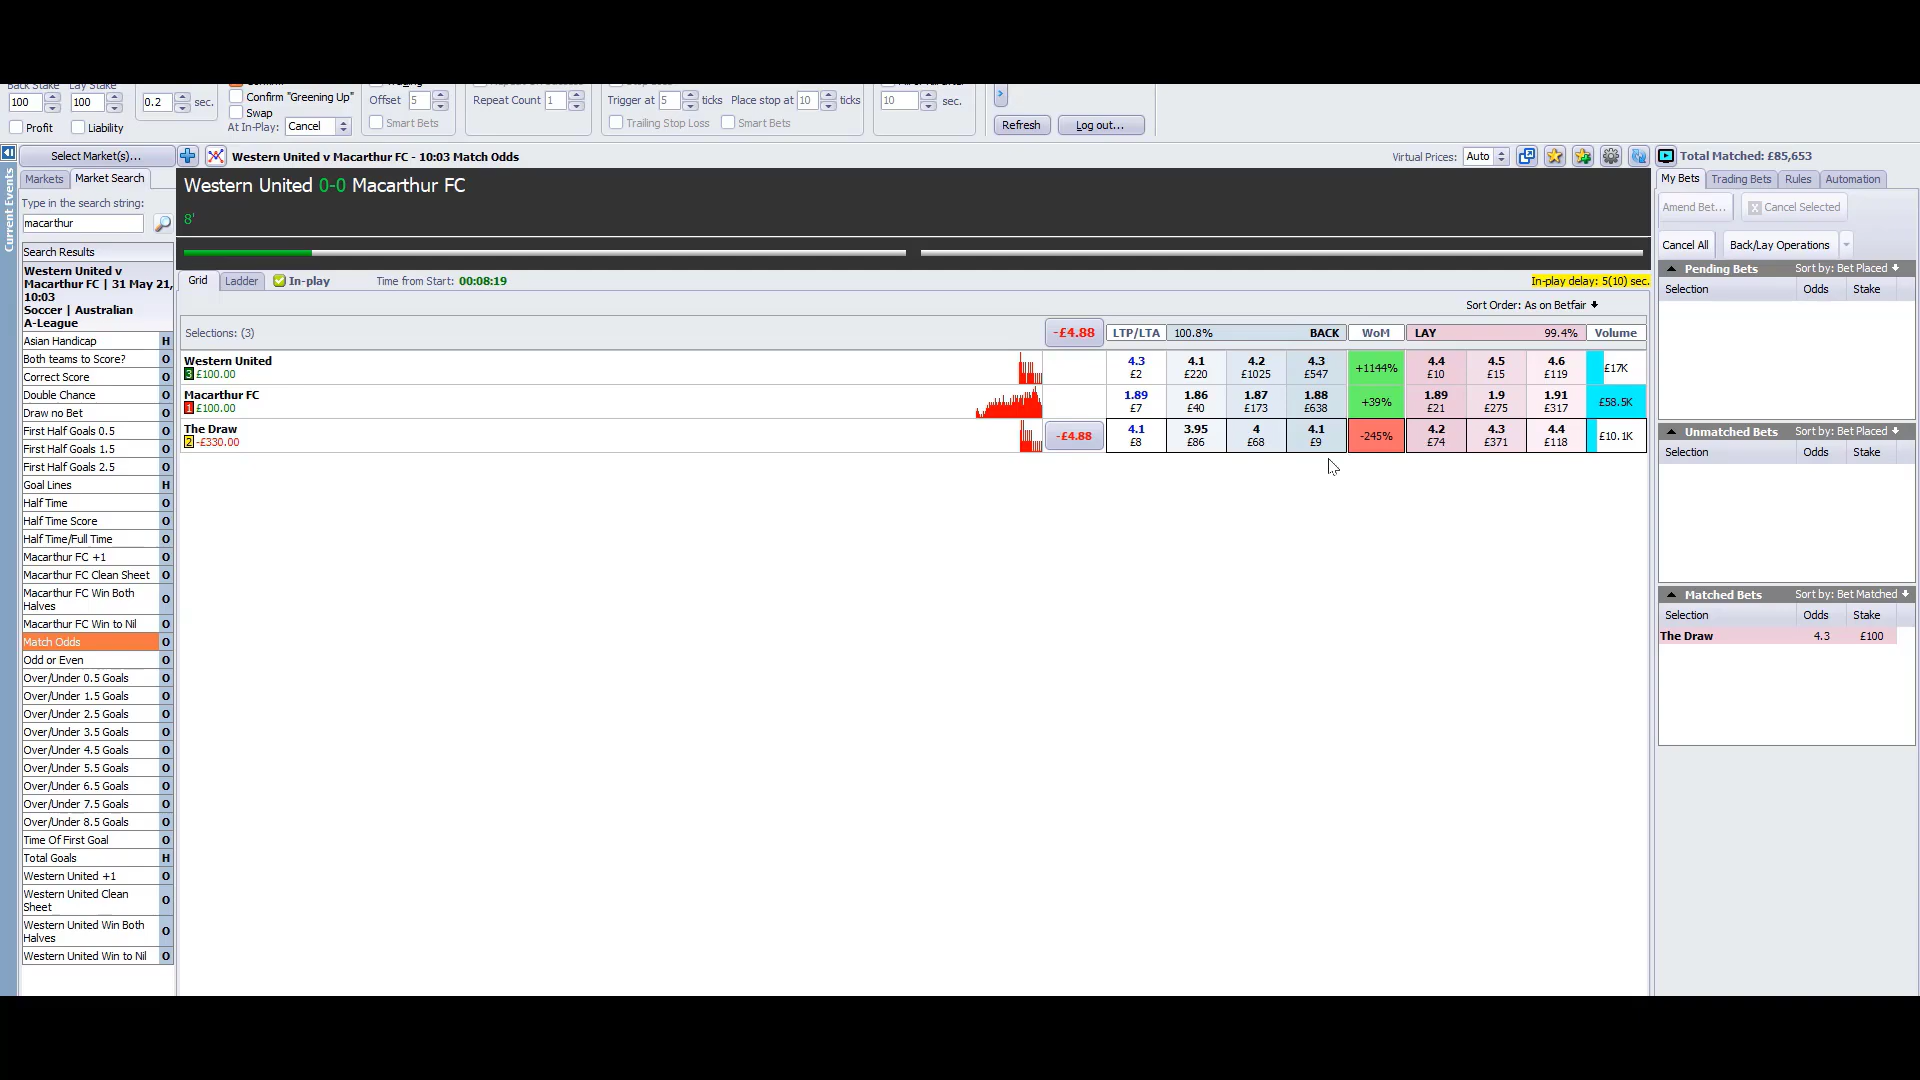 Back Stake Lay Stake
100 100 0.2 sec.
Confirm "Greening Up"
Swap
Profit Liability At In-Play: Cancel
Offset 5
Smart Bets
Repeat Count 1
Trigger at 5 ticks Place stop at 10 ticks
Trailing Stop Loss Smart Bets
10 sec.
Refresh Log out...
Current Events
Select Market(s)...
Markets Market Search
Type in the search string:
macarthur
Search Results
Western United v
Macarthur FC | 31 May 21,
10:03
Soccer | Australian
A-League
Asian Handicap H
Both teams to Score? O
Correct Score O
Double Chance O
Draw no Bet O
First Half Goals 0.5 O
First Half Goals 1.5 O
First Half Goals 2.5 O
Goal Lines H
Half Time O
Half Time Score O
Half Time/Full Time O
Macarthur FC +1 O
Macarthur FC Clean Sheet O
Macarthur FC Win Both
Halves O
Macarthur FC Win to Nil O
Match Odds O
Odd or Even O
Over/Under 0.5 Goals O
Over/Under 1.5 Goals O
Over/Under 2.5 Goals O
Over/Under 3.5 Goals O
Over/Under 4.5 Goals O
Over/Under 5.5 Goals O
Over/Under 6.5 Goals O
Over/Under 7.5 Goals O
Over/Under 8.5 Goals O
Time Of First Goal O
Total Goals H
Western United +1 O
Western United Clean
Sheet O
Western United Win Both
Halves O
Western United Win to Nil O
Western United v Macarthur FC - 10:03 Match Odds
Virtual Prices: Auto
Western United 0-0 Macarthur FC
8'
Grid Ladder In-play Time from Start: 00:08:19
In-play delay: 5(10) sec.
Sort Order: As on Betfair
Selections: (3) -£4.88 LTP/LTA 100.8% BACK WoM LAY 99.4% Volume
Western United 4.3 4.1 4.2 4.3 +1144% 4.4 4.5 4.6 £17K
3 £100.00 £2 £220 £1025 £547 £10 £15 £119
Macarthur FC 1.89 1.86 1.87 1.88 +39% 1.89 1.9 1.91 £58.5K
1 £100.00 £7 £40 £173 £638 £21 £275 £317
The Draw -£4.88 4.1 3.95 4 4.1 -245% 4.2 4.3 4.4 £10.1K
2 -£330.00 £8 £86 £68 £9 £74 £371 £118
Total Matched: £85,653
My Bets Trading Bets Rules Automation
Amend Bet... X Cancel Selected
Cancel All Back/Lay Operations
Pending Bets Sort by: Bet Placed
Selection Odds Stake
Unmatched Bets Sort by: Bet Placed
Selection Odds Stake
Matched Bets Sort by: Bet Matched
Selection Odds Stake
The Draw 4.3 £100